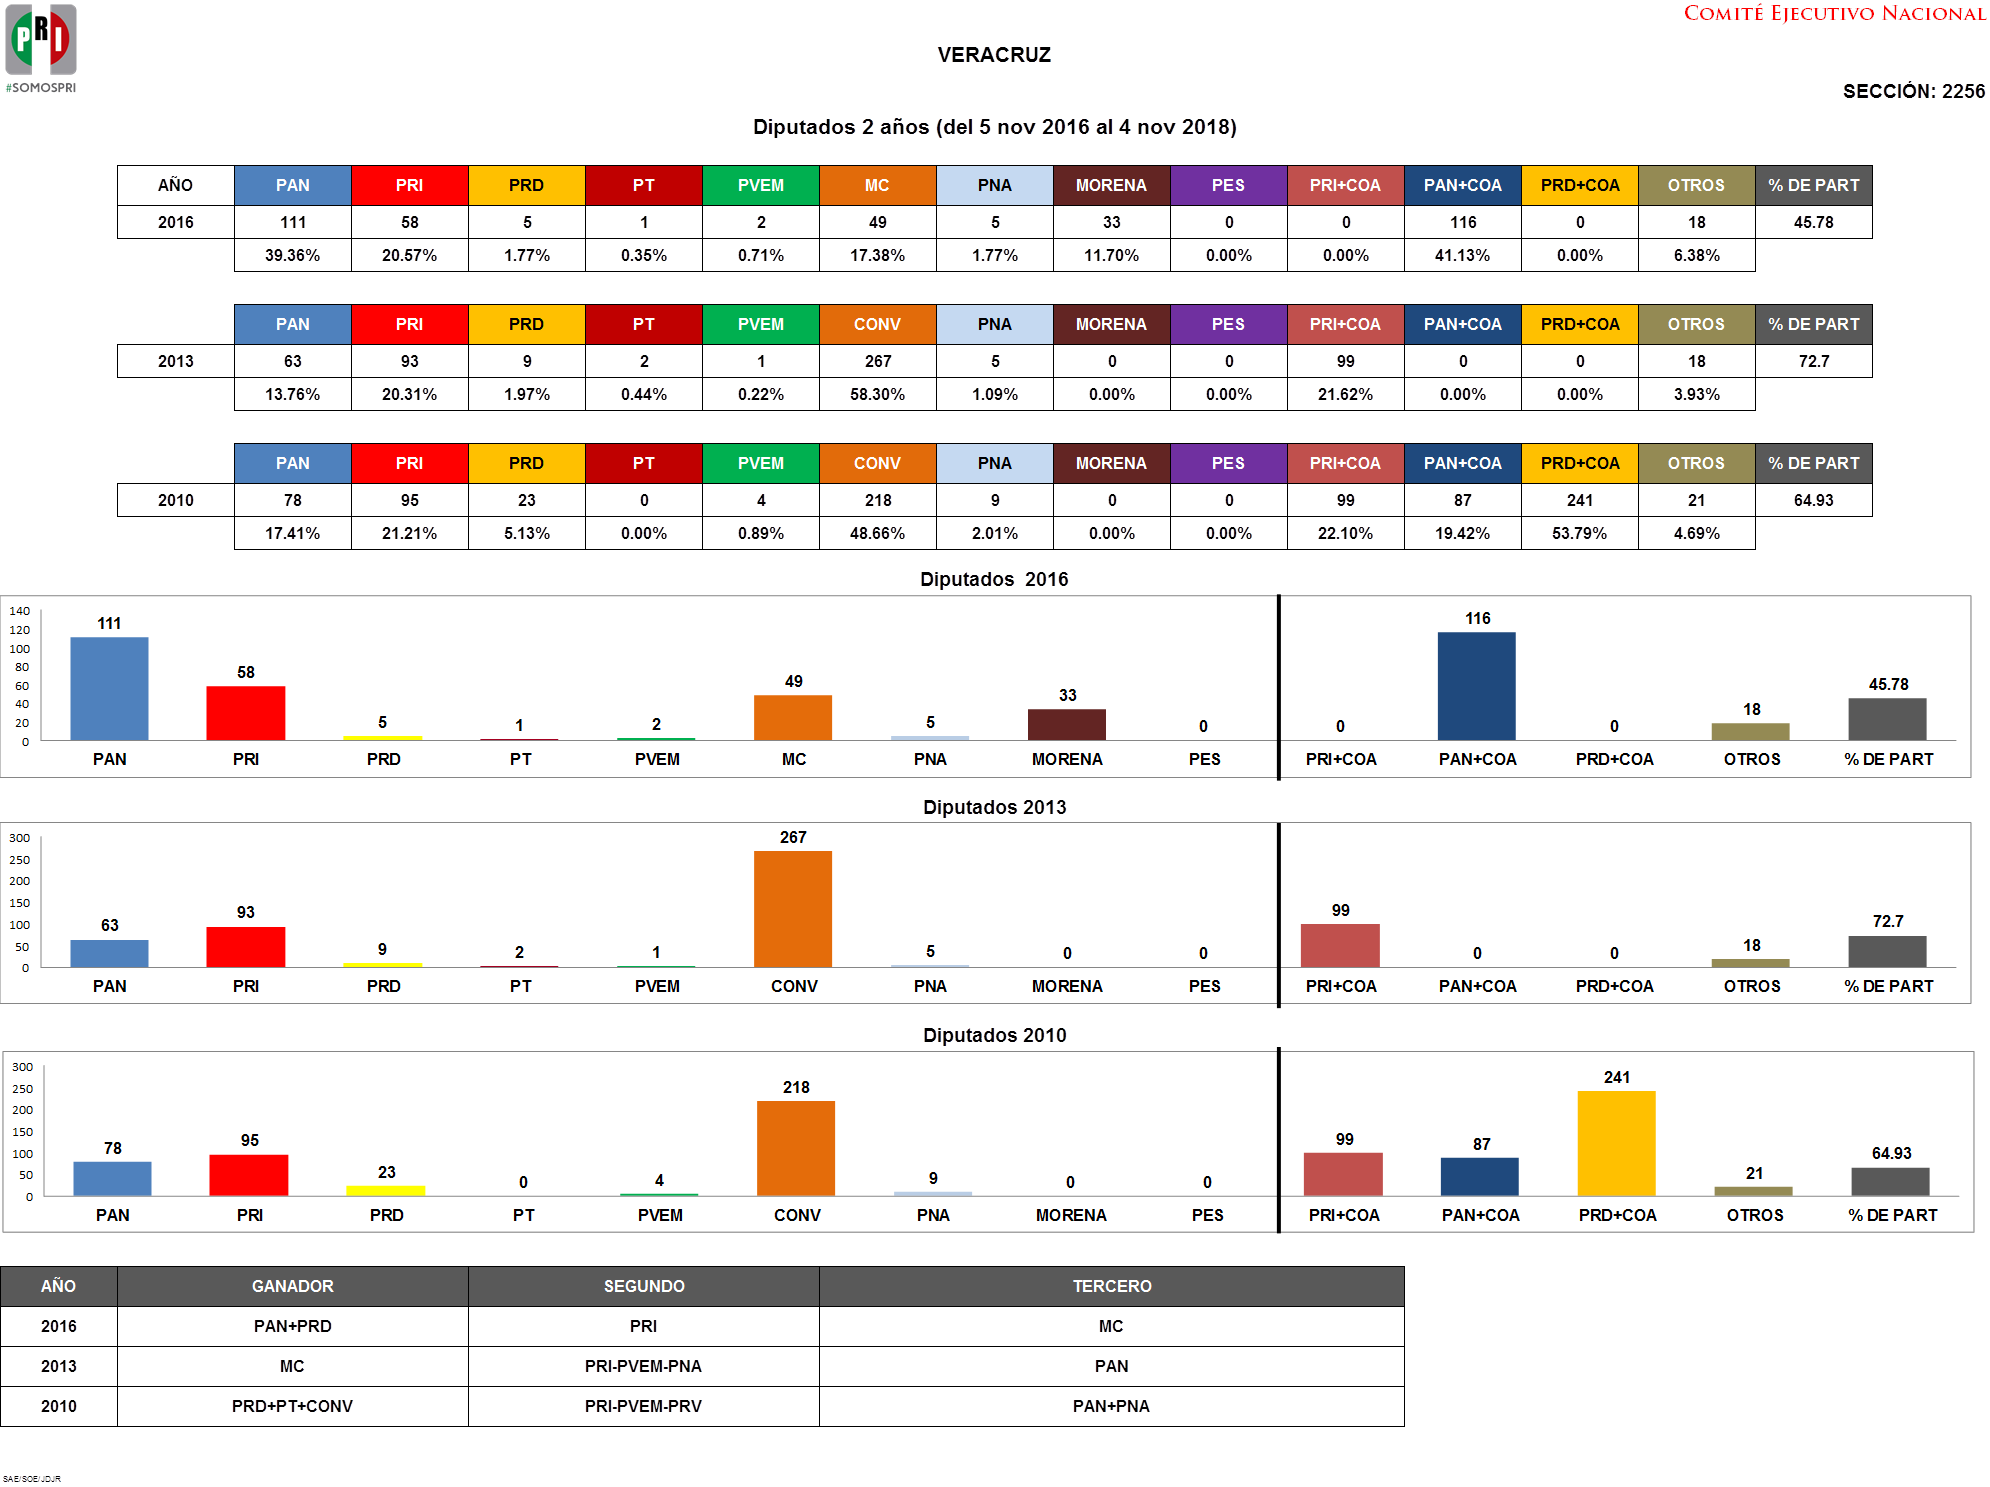 PRI
#SOMOSPRI
COMITÉ EJECUTIVO NACIONAL
VERACRUZ
SECCIÓN: 2256
Diputados 2 años (del 5 nov 2016 al 4 nov 2018)
AÑO PAN PRI PRD PT PVEM MC PNA MORENA PES PRI+COA PAN+COA PRD+COA OTROS % DE PART
2016 111 58 5 1 2 49 5 33 0 0 116 0 18 45.78
39.36% 20.57% 1.77% 0.35% 0.71% 17.38% 1.77% 11.70% 0.00% 0.00% 41.13% 0.00% 6.38%
PAN PRI PRD PT PVEM CONV PNA MORENA PES PRI+COA PAN+COA PRD+COA OTROS % DE PART
2013 63 93 9 2 1 267 5 0 0 99 0 0 18 72.7
13.76% 20.31% 1.97% 0.44% 0.22% 58.30% 1.09% 0.00% 0.00% 21.62% 0.00% 0.00% 3.93%
PAN PRI PRD PT PVEM CONV PNA MORENA PES PRI+COA PAN+COA PRD+COA OTROS % DE PART
2010 78 95 23 0 4 218 9 0 0 99 87 241 21 64.93
17.41% 21.21% 5.13% 0.00% 0.89% 48.66% 2.01% 0.00% 0.00% 22.10% 19.42% 53.79% 4.69%
Diputados 2016
140
120
100
80
60
40
20
0
111 58 5 1 2 49 5 33 0 0 116 0 18 45.78
PAN PRI PRD PT PVEM MC PNA MORENA PES PRI+COA PAN+COA PRD+COA OTROS % DE PART
Diputados 2013
300
250
200
150
100
50
0
63 93 9 2 1 267 5 0 0 99 0 0 18 72.7
PAN PRI PRD PT PVEM CONV PNA MORENA PES PRI+COA PAN+COA PRD+COA OTROS % DE PART
Diputados 2010
300
250
200
150
100
50
0
78 95 23 0 4 218 9 0 0 99 87 241 21 64.93
PAN PRI PRD PT PVEM CONV PNA MORENA PES PRI+COA PAN+COA PRD+COA OTROS % DE PART
AÑO GANADOR SEGUNDO TERCERO
2016 PAN+PRD PRI MC
2013 MC PRI-PVEM-PNA PAN
2010 PRD+PT+CONV PRI-PVEM-PRV PAN+PNA
SAE/SOE/JDJR